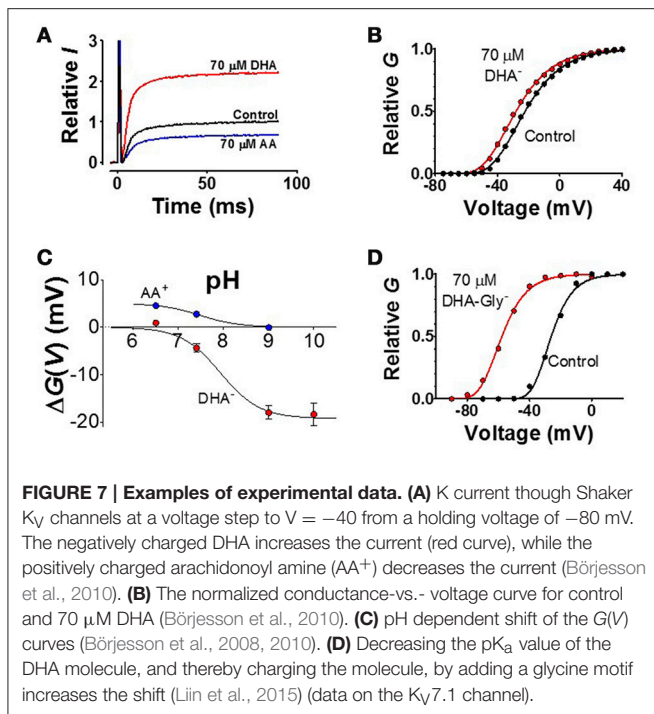 A
Relative I
3
2
1
0
70 μM DHA
Control
70 μM AA
0
50
100
Time (ms)
B
Relative G
1.0
0.5
0.0
70 μM
DHA⁻
Control
-80
-40
0
40
Voltage (mV)
C
ΔG(V) (mV)
10
0
-10
-20
pH
AA⁺
6
7
8
9
10
DHA⁻
D
Relative G
1.0
0.5
0.0
70 μM
DHA-Gly⁻
Control
-80
-40
0
Voltage (mV)
FIGURE 7 | Examples of experimental data. (A) K current though Shaker
KV channels at a voltage step to V = −40 from a holding voltage of −80 mV.
The negatively charged DHA increases the current (red curve), while the
positively charged arachidonoyl amine (AA⁺) decreases the current (Börjesson
et al., 2010). (B) The normalized conductance-vs.- voltage curve for control
and 70 μM DHA (Börjesson et al., 2010). (C) pH dependent shift of the G(V)
curves (Börjesson et al., 2008, 2010). (D) Decreasing the pKa value of the
DHA molecule, and thereby charging the molecule, by adding a glycine motif
increases the shift (Liin et al., 2015) (data on the KV7.1 channel).